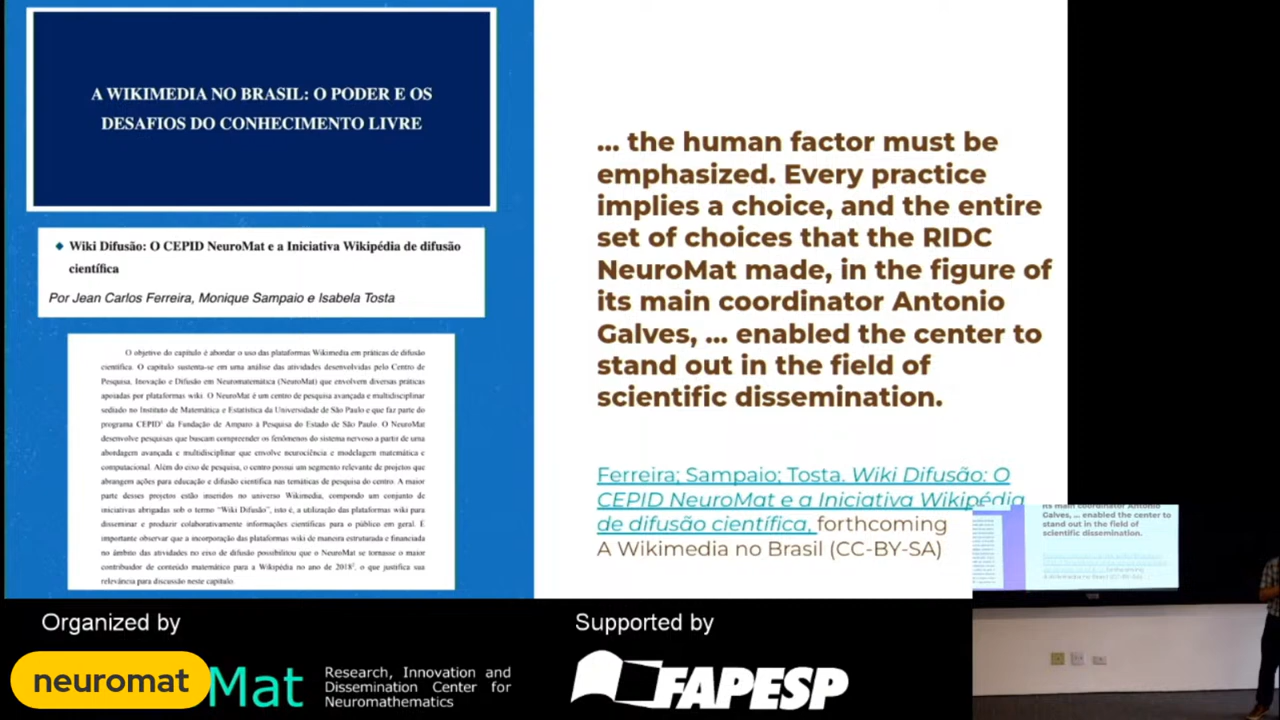 A WIKIMEDIA NO BRASIL: O PODER E OS
DESAFIOS DO CONHECIMENTO LIVRE
Wiki Difusão: O CEPID NeuroMat e a Iniciativa Wikipédia de difusão
científica
Por Jean Carlos Ferreira, Monique Sampaio e Isabela Tosta
O objetivo do capítulo é abordar o uso das plataformas Wikimedia em práticas de difusão
científica. O capítulo sustenta-se em uma análise das atividades desenvolvidas pelo Centro de
Pesquisa, Inovação e Difusão em Neuromatemática (NeuroMat) que envolvem diversas práticas
apoiadas por plataformas wiki. O NeuroMat é um centro de pesquisa avançada e multidisciplinar
sediado no Instituto de Matemática e Estatística da Universidade de São Paulo e que faz parte do
programa CEPID¹ da Fundação de Amparo à Pesquisa do Estado de São Paulo. O NeuroMat
desenvolve pesquisas que buscam compreender os fenômenos do sistema nervoso a partir de uma
abordagem avançada e multidisciplinar que envolve neurociência e modelagem matemática e
computacional. Além do eixo de pesquisa, o centro possui um segmento relevante de projetos que
abrangem ações para educação e difusão científica nas temáticas de pesquisa do centro. A maior
parte desses projetos estão inseridos no universo Wikimedia, compondo um conjunto de
iniciativas abrigadas sob o termo “Wiki Difusão”, isto é, a utilização das plataformas wiki para
disseminar e produzir colaborativamente informações científicas para o público em geral. É
importante observar que a incorporação das plataformas wiki de maneira estruturada e financiada
no âmbito das atividades no eixo de difusão possibilitou que o NeuroMat se tornasse o maior
contribuidor de conteúdo matemático para a Wikipédia no ano de 2018², o que justifica sua
relevância para discussão neste capítulo.
... the human factor must be
emphasized. Every practice
implies a choice, and the entire
set of choices that the RIDC
NeuroMat made, in the figure of
its main coordinator Antonio
Galves, ... enabled the center to
stand out in the field of
scientific dissemination.
Ferreira; Sampaio; Tosta. Wiki Difusão: O
CEPID NeuroMat e a Iniciativa Wikipédia
de difusão científica, forthcoming
A Wikimedia no Brasil (CC-BY-SA)
its main coordinator Antonio
Galves, ... enabled the center to
stand out in the field of
scientific dissemination.
A Wikimedia no Brasil (CC-BY-SA)
Organized by
neuromat
Mat
Research, Innovation and
Dissemination Center for
Neuromathematics
Supported by
FAPESP